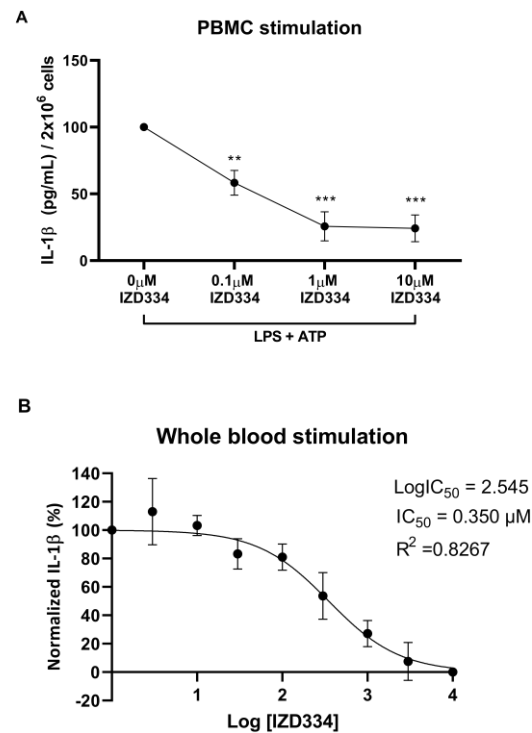 A
PBMC stimulation
IL-1β (pg/mL) / 2x10⁶ cells
150
100
50
0
**
***
***
0μM
IZD334
0.1μM
IZD334
1μM
IZD334
10μM
IZD334
LPS + ATP
B
Whole blood stimulation
Normalized IL-1β (%)
140
120
100
80
60
40
20
0
-20
1
2
3
4
Log [IZD334]
LogIC₅₀ = 2.545
IC₅₀ = 0.350 μM
R² =0.8267